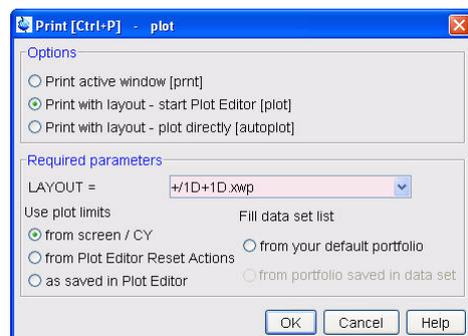 Print [Ctrl+P] - plot
Options
Print active window [prnt]
Print with layout - start Plot Editor [plot]
Print with layout - plot directly [autoplot]
Required parameters
LAYOUT = +/1D+1D.xwp
Use plot limits
from screen / CY
from Plot Editor Reset Actions
as saved in Plot Editor
Fill data set list
from your default portfolio
from portfolio saved in data set
OK Cancel Help